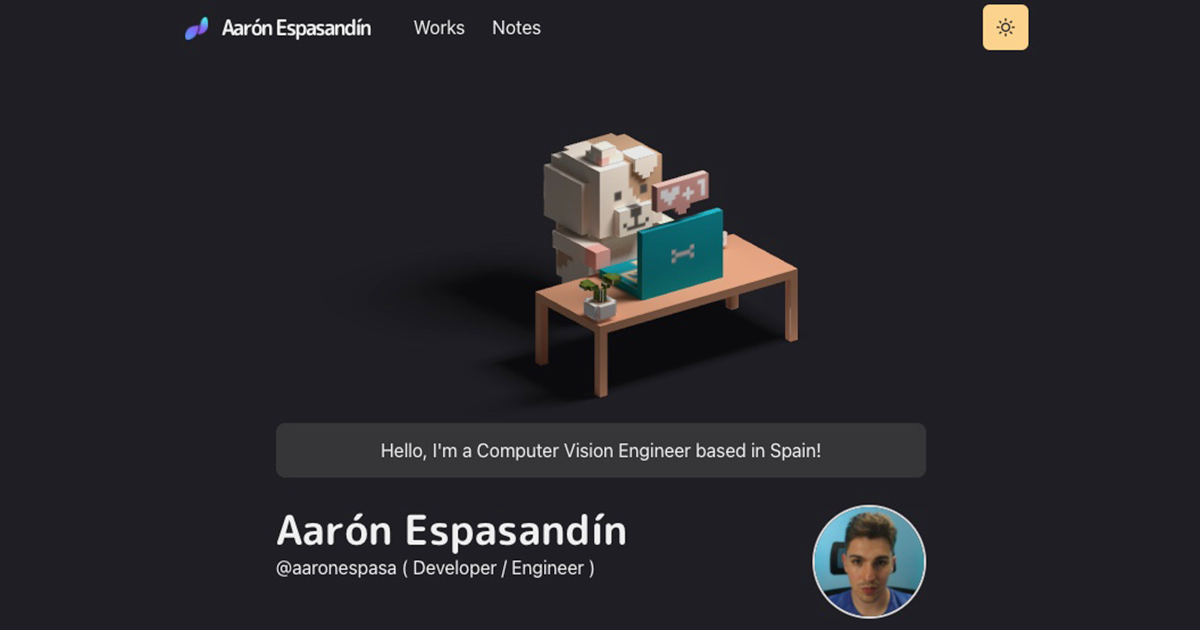 Aarón Espasandín Works Notes
+1
Hello, I'm a Computer Vision Engineer based in Spain!
Aarón Espasandín
@aaronespasa ( Developer / Engineer )